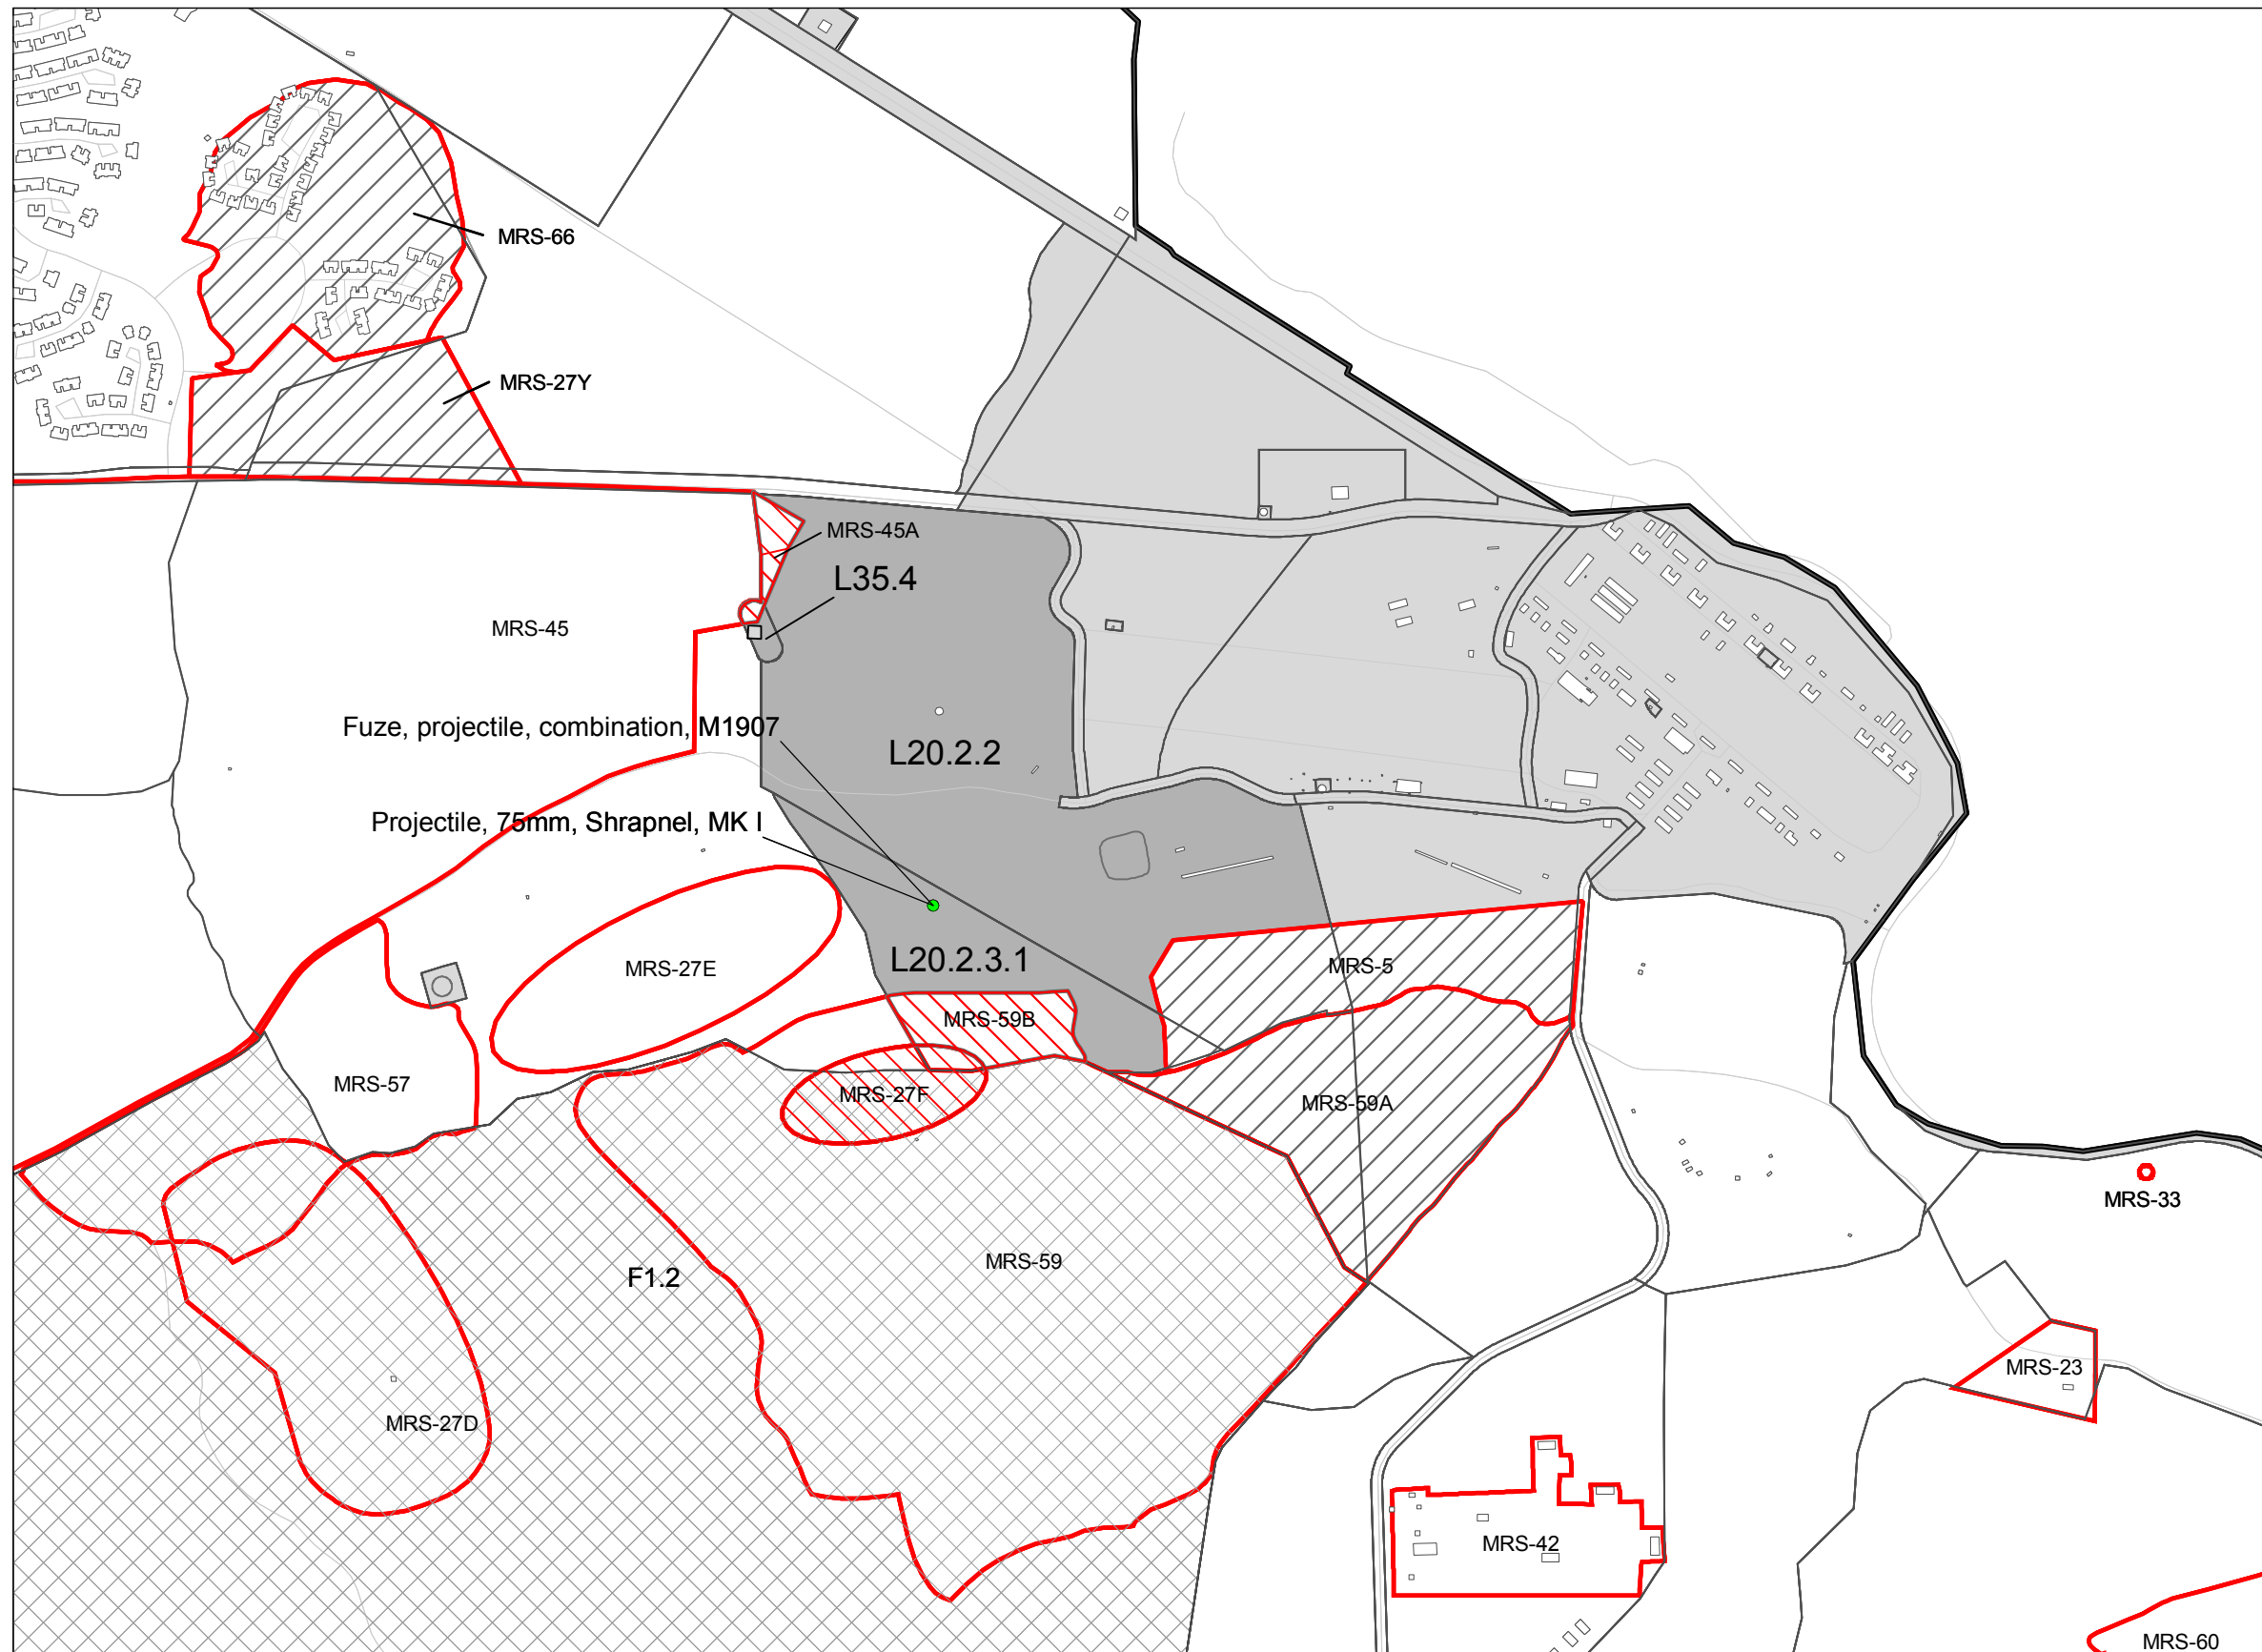 MRS-66
MRS-27Y
MRS-45A
L35.4
MRS-45
Fuze, projectile, combination, M1907
L20.2.2
Projectile, 75mm, Shrapnel, MK I
L20.2.3.1
MRS-5
MRS-27E
MRS-59B
MRS-57
MRS-27F
MRS-59A
MRS-33
MRS-59
F1.2
MRS-23
MRS-27D
MRS-42
MRS-60